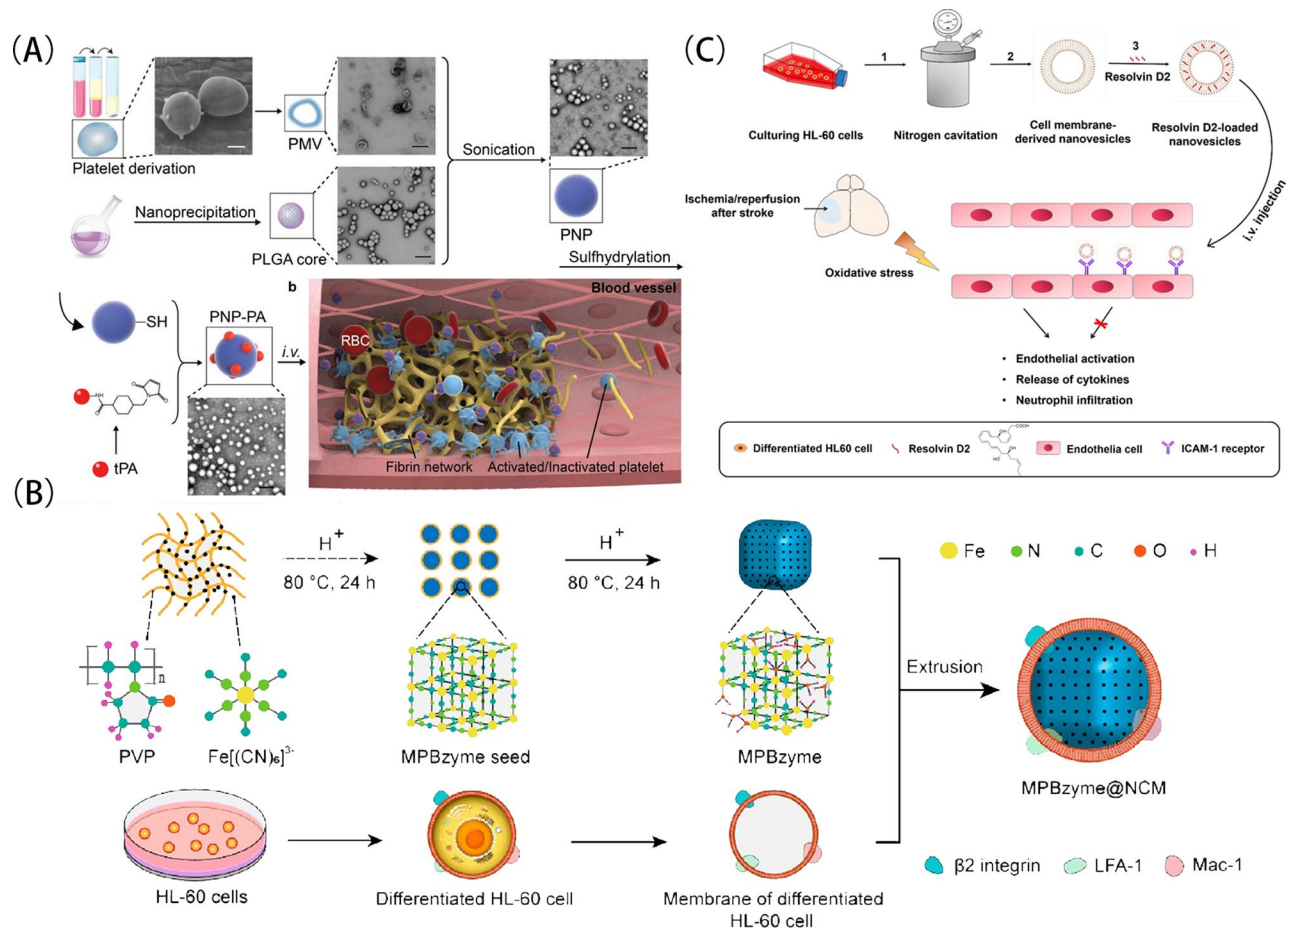 (A)
Platelet derivation
PMV
Nanoprecipitation
PLGA core
Sonication
PNP
Sulfhydrylation
SH
NH
O
O
N
O
tPA
PNP-PA
i.v.
b
Blood vessel
RBC
Fibrin network
Activated/Inactivated platelet
(C)
1
2
3
Resolvin D2
Culturing HL-60 cells
Nitrogen cavitation
Cell membrane-
derived nanovesicles
Resolvin D2-loaded
nanovesicles
i.v. injection
Ischemia/reperfusion
after stroke
Oxidative stress
• Endothelial activation
• Release of cytokines
• Neutrophil infiltration
Differentiated HL60 cell
Resolvin D2
COOH
OH
OH
HO
Endothelia cell
ICAM-1 receptor
(B)
H+
80 °C, 24 h
H+
80 °C, 24 h
Fe
N
C
O
H
n
PVP
Fe[(CN)₆]³⁻
MPBzyme seed
MPBzyme
Extrusion
MPBzyme@NCM
HL-60 cells
Differentiated HL-60 cell
Membrane of differentiated
HL-60 cell
β2 integrin
LFA-1
Mac-1